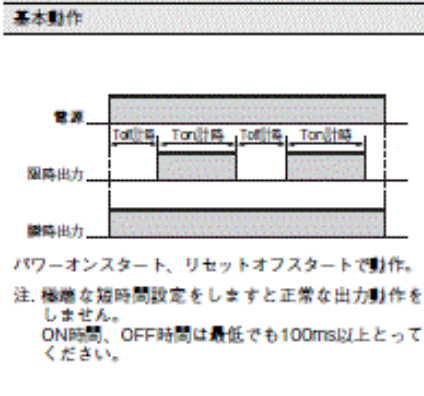 基本動作
電源
Toff計時 Ton計時 Toff計時 Ton計時
限時出力
瞬時出力
パワーオンスタート、リセットオフスタートで動作。
注. 極端な短時間設定をしますと正常な出力動作を
しません。
ON時間、OFF時間は最低でも100ms以上とって
ください。